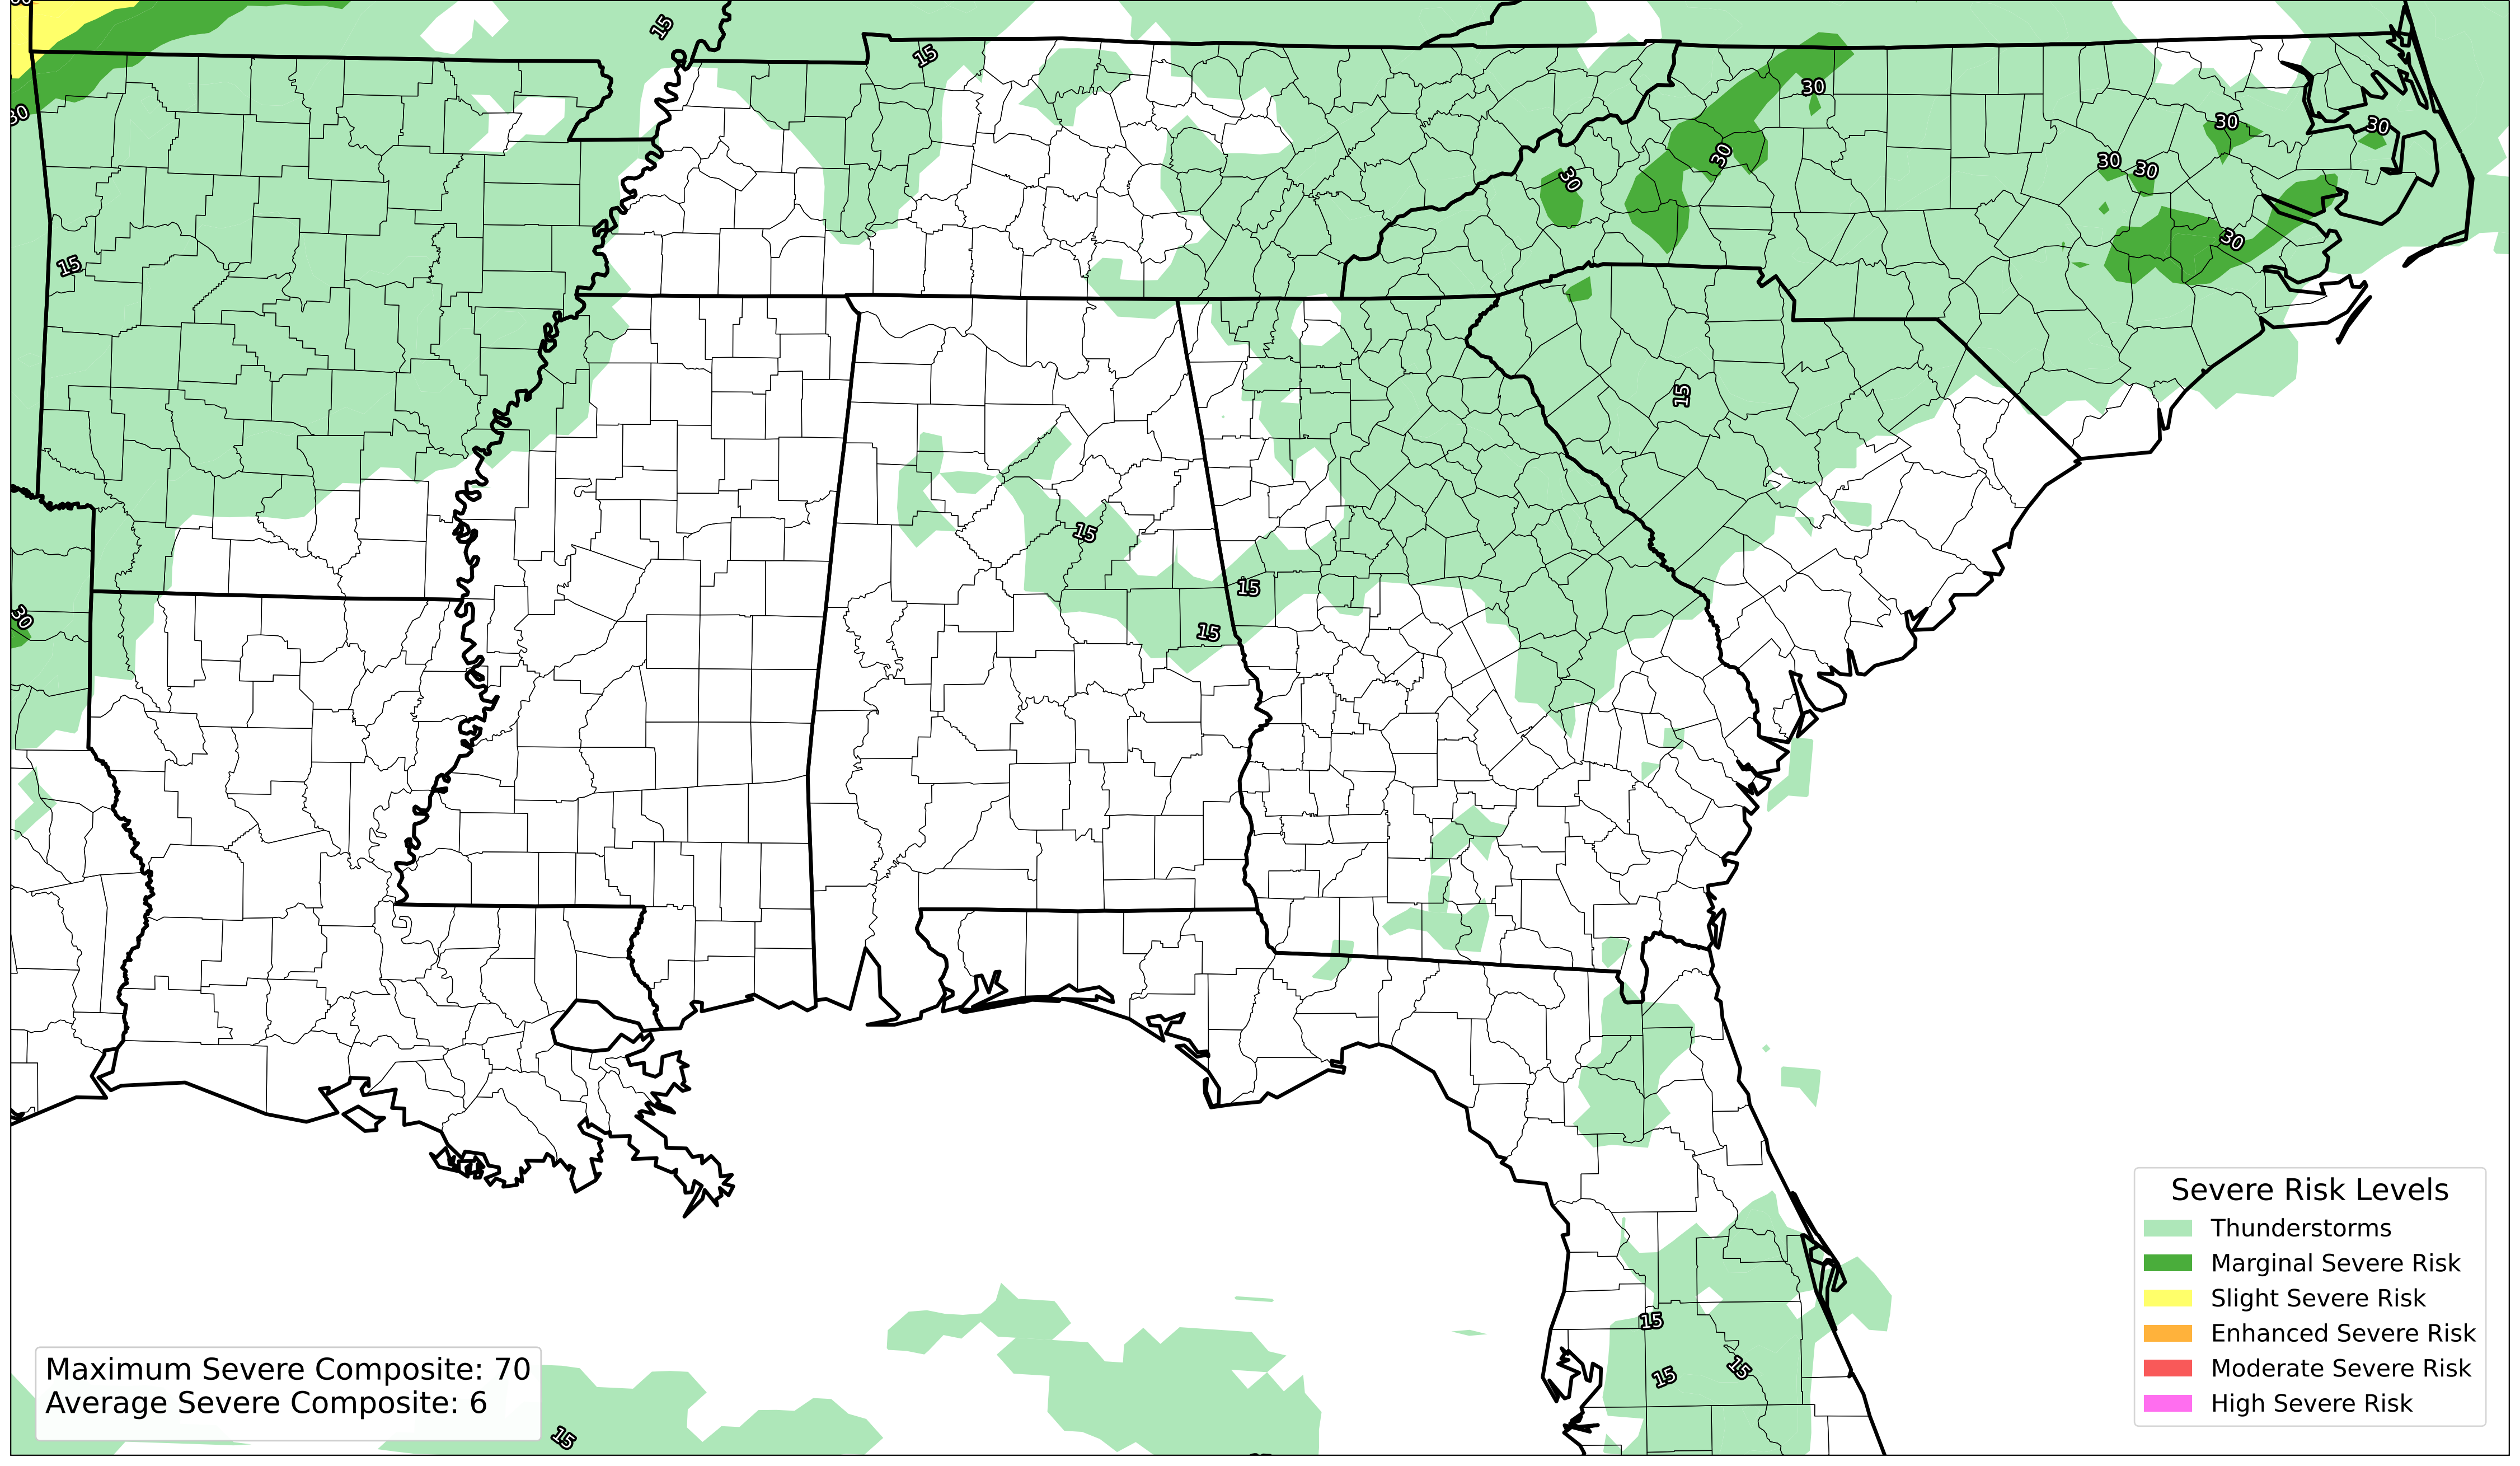 15
15
30
30
30
30
30
30
30
30
15
30
15
15
30
15
15
15
Severe Risk Levels
Thunderstorms
Marginal Severe Risk
Slight Severe Risk
Enhanced Severe Risk
Moderate Severe Risk
High Severe Risk
15
15
15
Maximum Severe Composite: 70
Average Severe Composite: 6
15